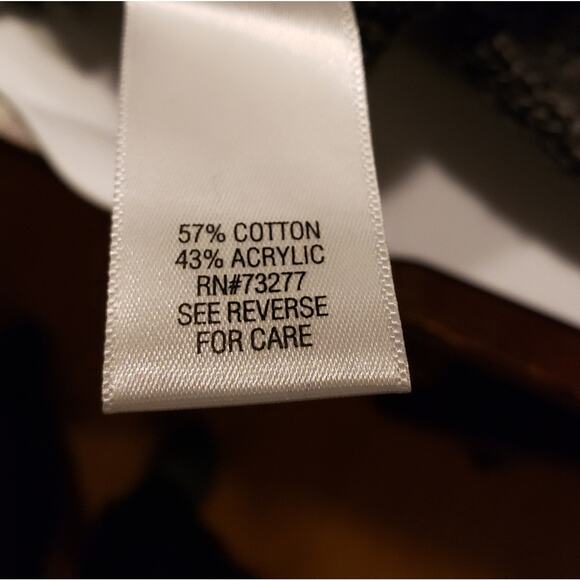 57% COTTON
43% ACRYLIC
RN#73277
SEE REVERSE
FOR CARE